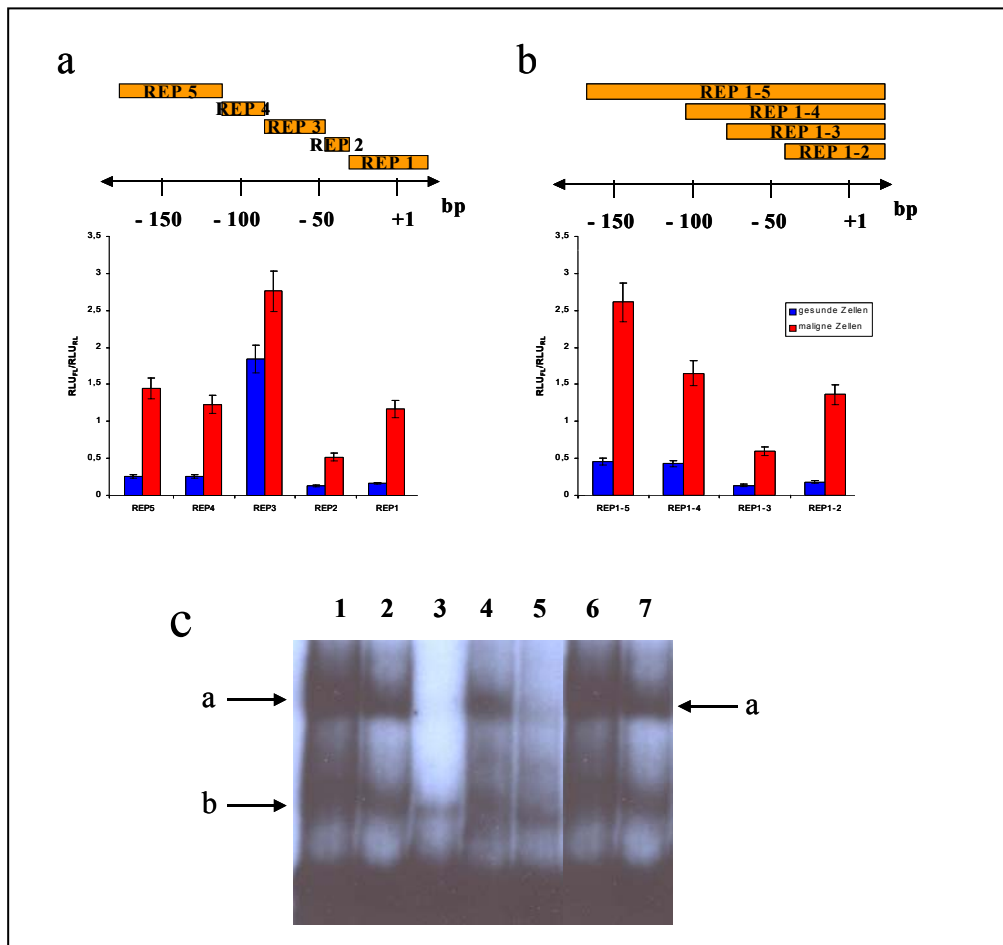 a
REP 5
REP 4
REP 3
REP 2
REP 1
bp
- 150
- 100
- 50
+1
3,5
3
2,5
2
1,5
1
0,5
0
RLU_FL/RLU_RL
REP5
REP4
REP3
REP2
REP1
b
REP 1-5
REP 1-4
REP 1-3
REP 1-2
bp
- 150
- 100
- 50
+1
3,5
3
2,5
2
1,5
1
0,5
0
RLU_FL/RLU_RL
gesunde Zellen
maligne Zellen
REP1-5
REP1-4
REP1-3
REP1-2
c
1 2 3 4 5 6 7
a
a
b